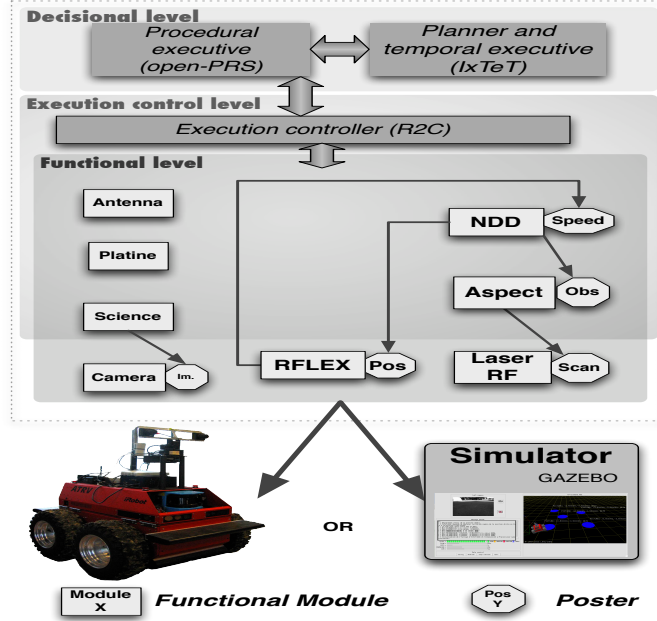 Decisional level
Procedural
executive
(open-PRS)
Planner and
temporal executive
(IxTeT)
Execution control level
Execution controller (R2C)
Functional level
Antenna
NDD
Speed
Platine
Aspect
Obs
Science
RFLEX
Pos
Laser
RF
Scan
Camera
Im.
Simulator
GAZEBO
ATRV
iRobot
OR
Module
X
Functional Module
Pos
Y
Poster